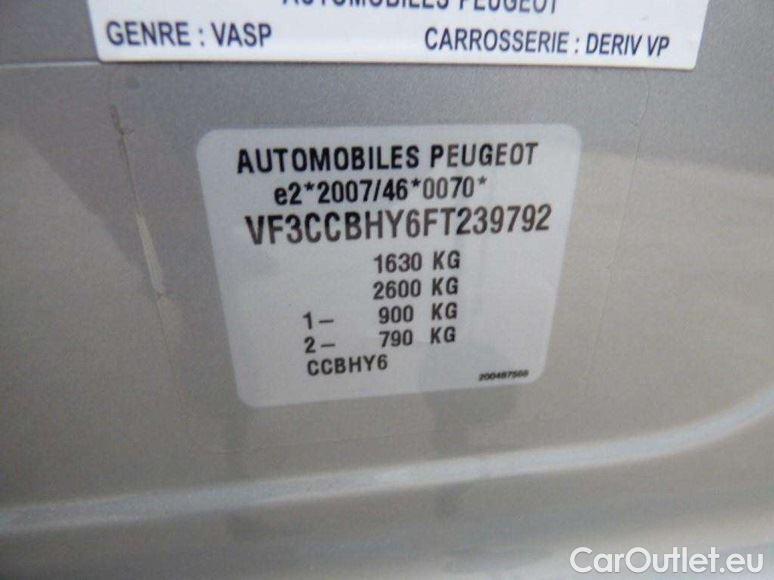 AUTOMOBILES PEUGEOT
GENRE : VASP CARROSSERIE : DERIV VP
AUTOMOBILES PEUGEOT
e2*2007/46*0070*
VF3CCBHY6FT239792
1630 KG
2600 KG
1– 900 KG
2– 790 KG
CCBHY6
200487568
CarOutlet.eu